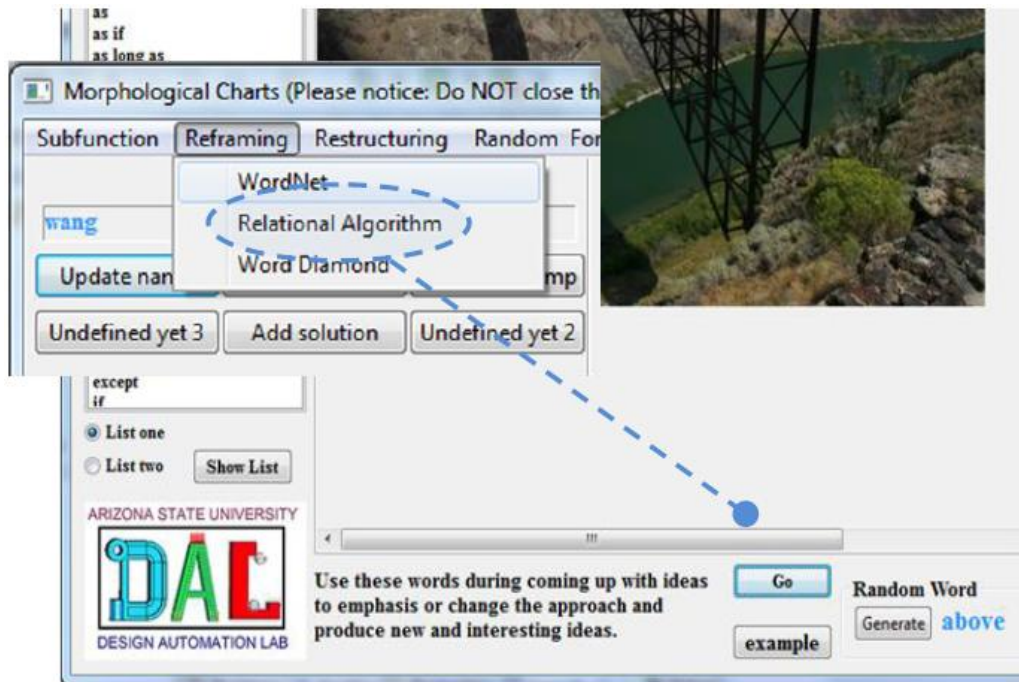 as
as if
as long as
Morphological Charts (Please notice: Do NOT close th
Subfunction Reframing Restructuring Random For
WordNet
Relational Algorithm
Word Diamond
wang
Update nan
mp
Undefined yet 3 Add solution Undefined yet 2
except
if
List one
List two Show List
ARIZONA STATE UNIVERSITY
DAL
DESIGN AUTOMATION LAB
Use these words during coming up with ideas
to emphasis or change the approach and
produce new and interesting ideas.
Go
example
Random Word
Generate above